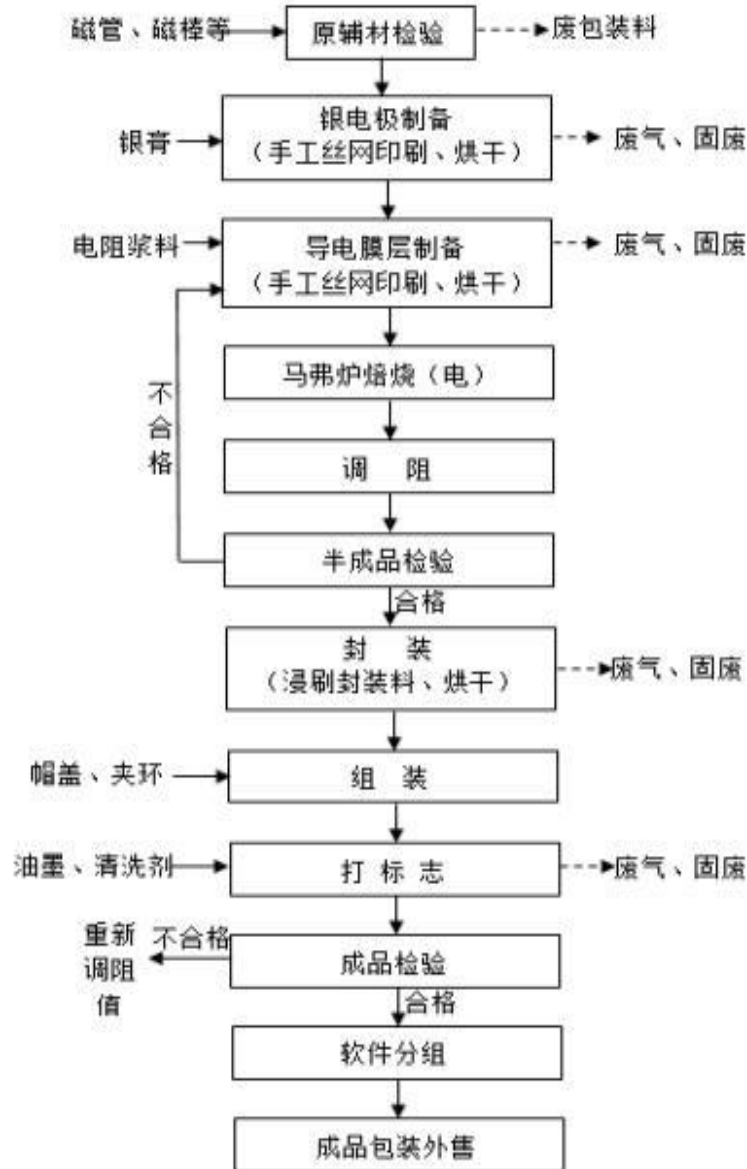 磁管、磁棒等
原辅材检验
废包装料
银电极制备
（手工丝网印刷、烘干）
银膏
废气、固废
电阻浆料
导电膜层制备
（手工丝网印刷、烘干）
废气、固废
马弗炉焙烧（电）
不合格
调 阻
半成品检验
合格
封 装
（浸刷封装料、烘干）
废气、固废
帽盖、夹环
组 装
油墨、清洗剂
打 标 志
废气、固废
重新
调阻
值
不合格
成品检验
合格
软件分组
成品包装外售